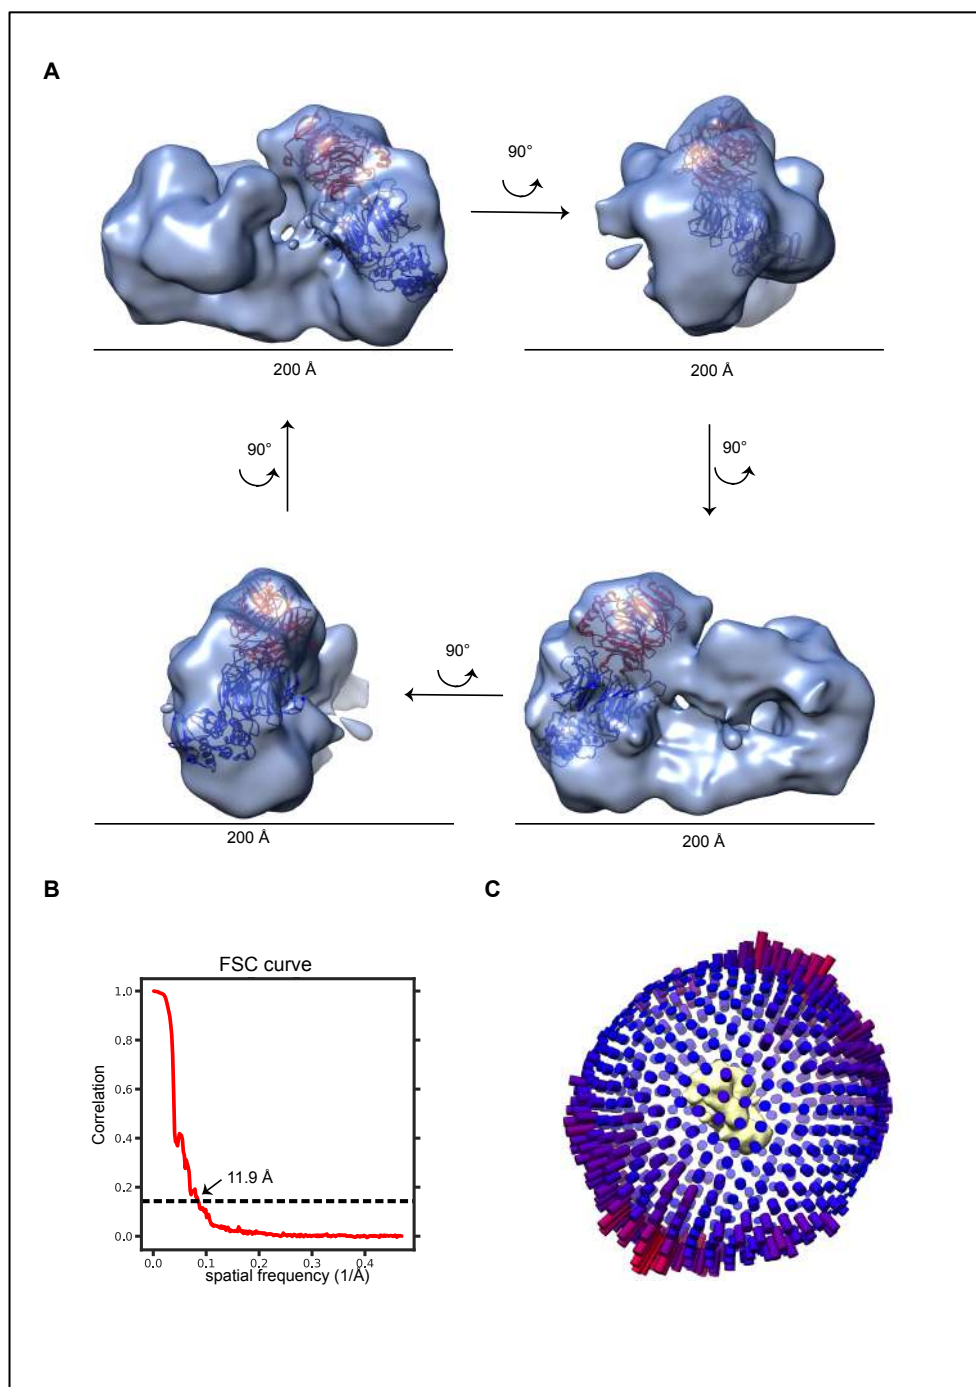 A
90°
200 Å
200 Å
90°
90°
90°
200 Å
200 Å
B
C
FSC curve
1.0
0.8
0.6
0.4
0.2
0.0
Correlation
11.9 Å
0.0 0.1 0.2 0.3 0.4
spatial frequency (1/Å)